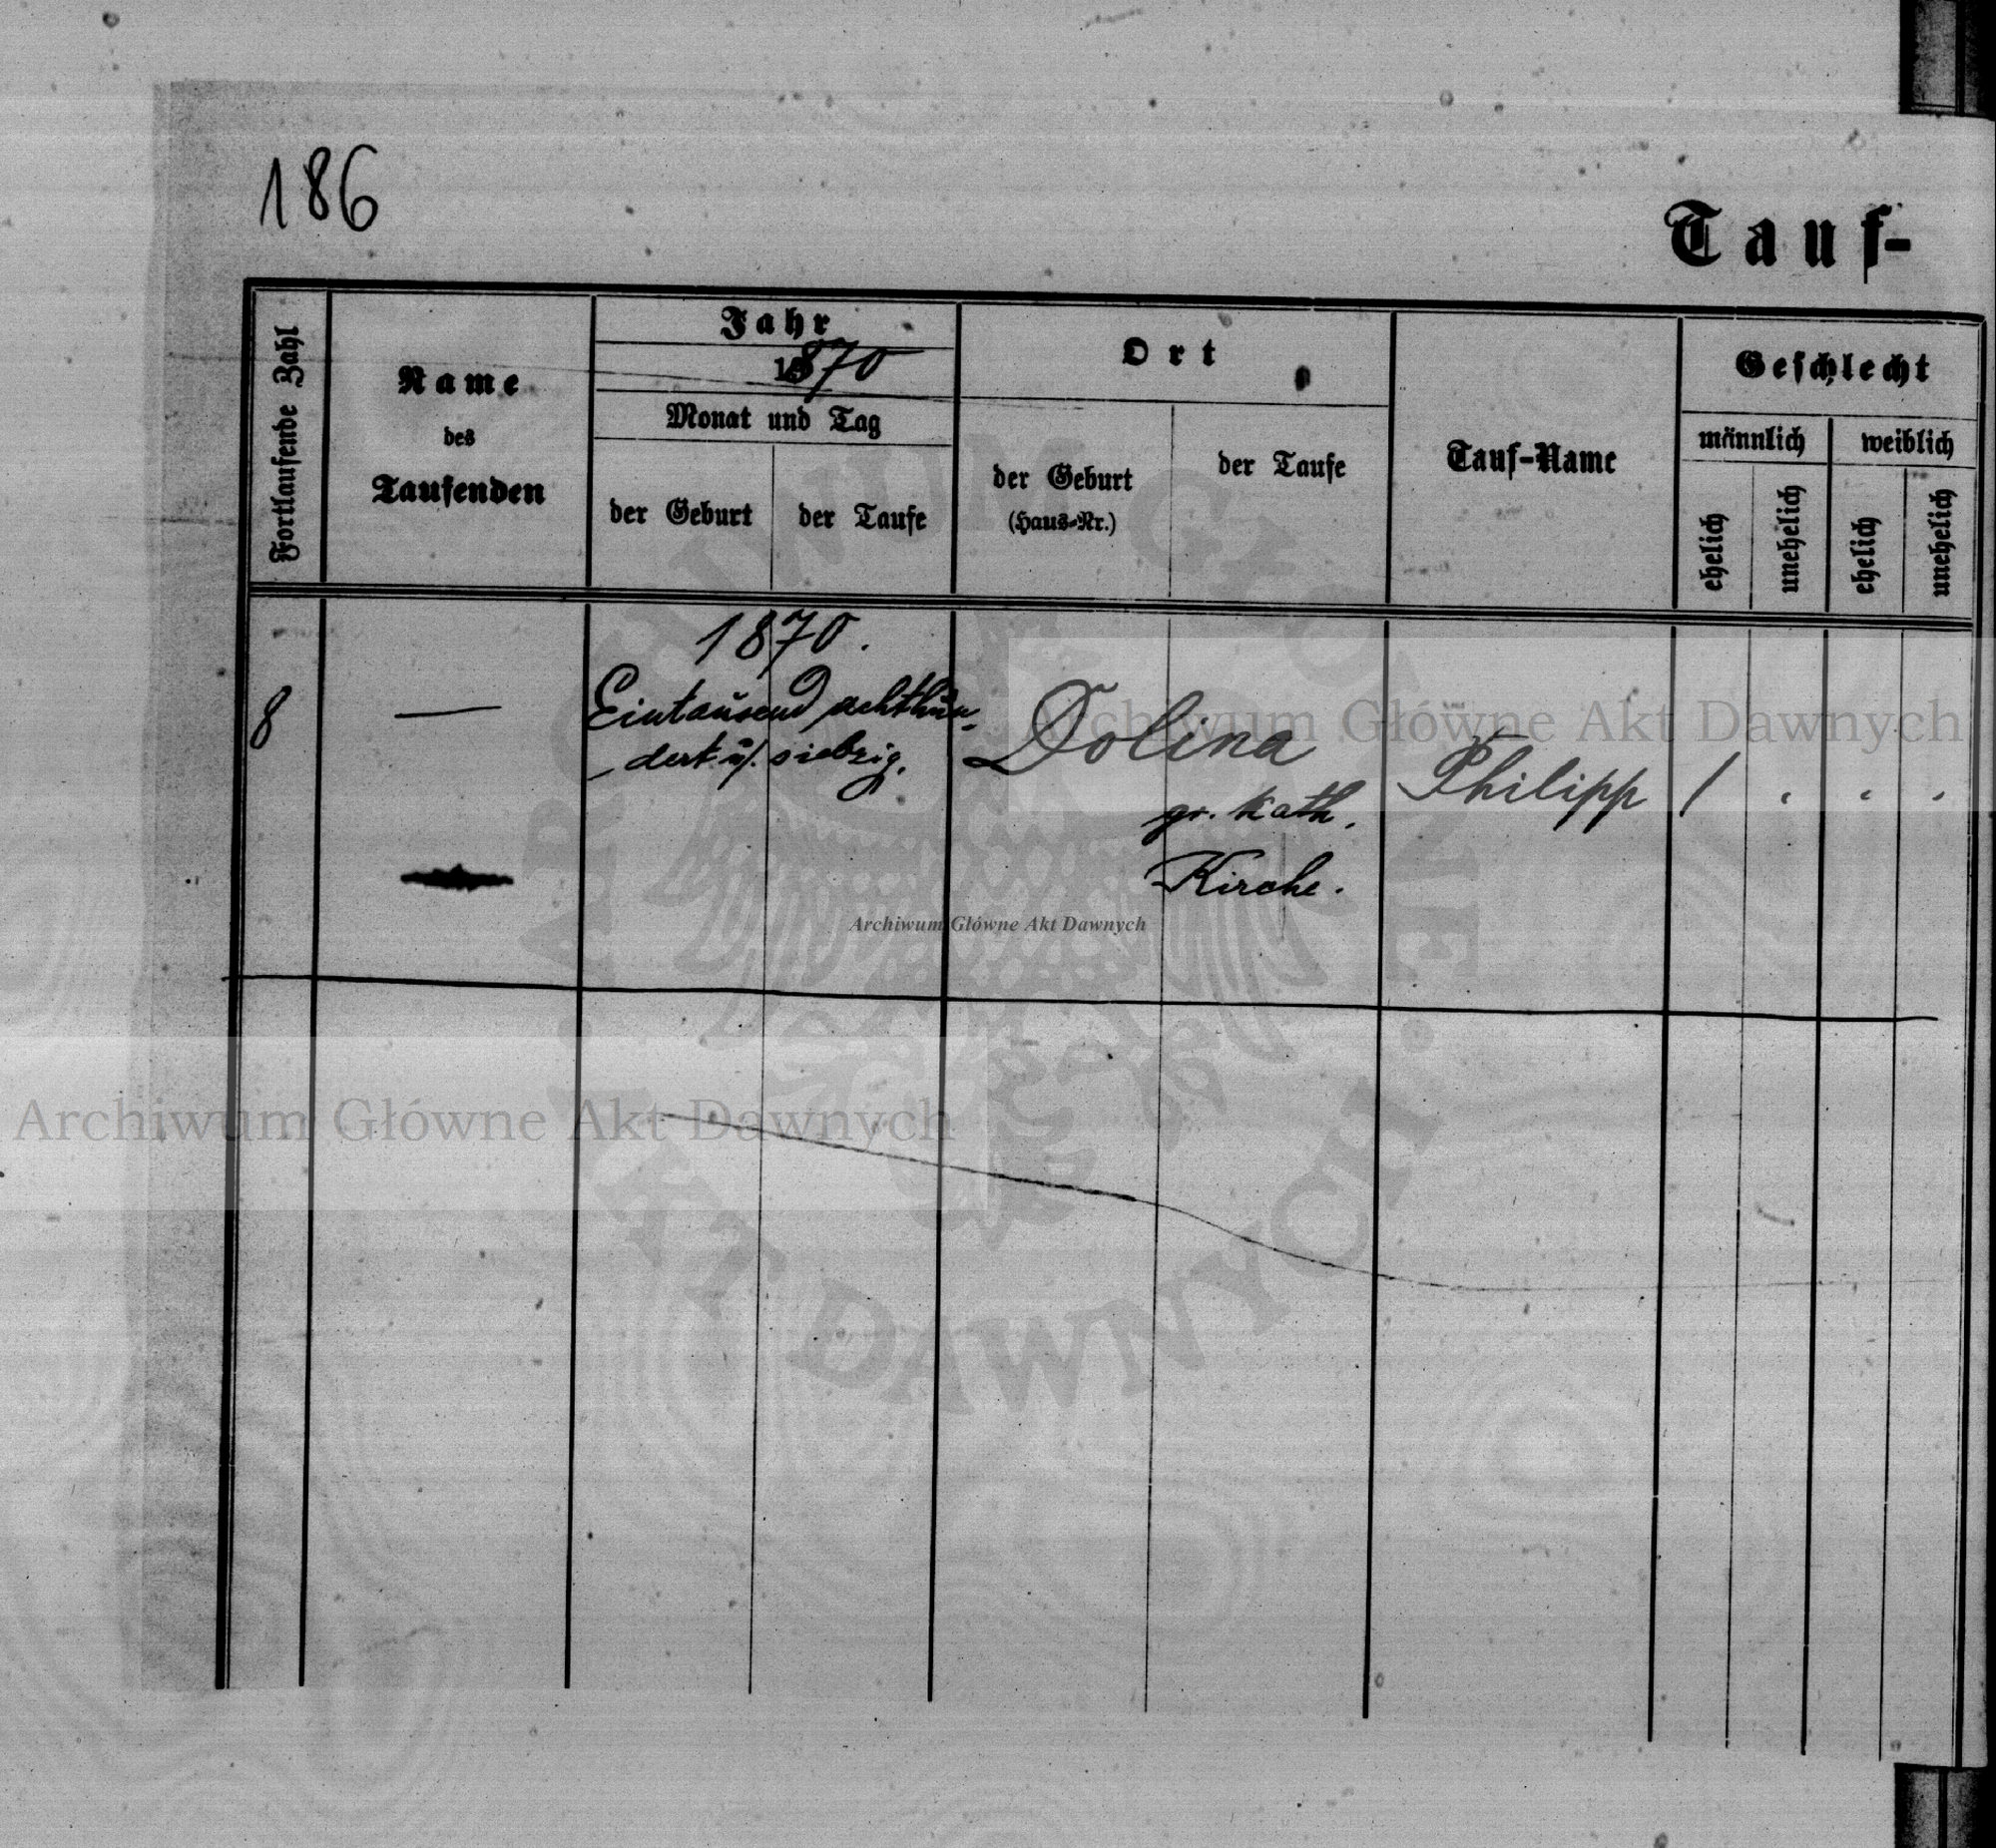 186
Tauf-
Fortlaufende Zahl
Name
des
Taufenden
Jahr
1870
Monat und Tag
der Geburt
der Taufe
Ort
der Geburt
(Haus-Nr.)
der Taufe
Tauf-Name
Geschlecht
männlich
weiblich
ehelich
unehelich
ehelich
unehelich
8
—
1870.
Eintausend achthun-
dert u/. siebzig.
Dolina
gr. kath.
Kirche.
Philipp
/
Archiwum Główne Akt Dawnych
Archiwum Główne Akt Dawnych
Archiwum Główne Akt Dawnych
AKT DAWNYCH